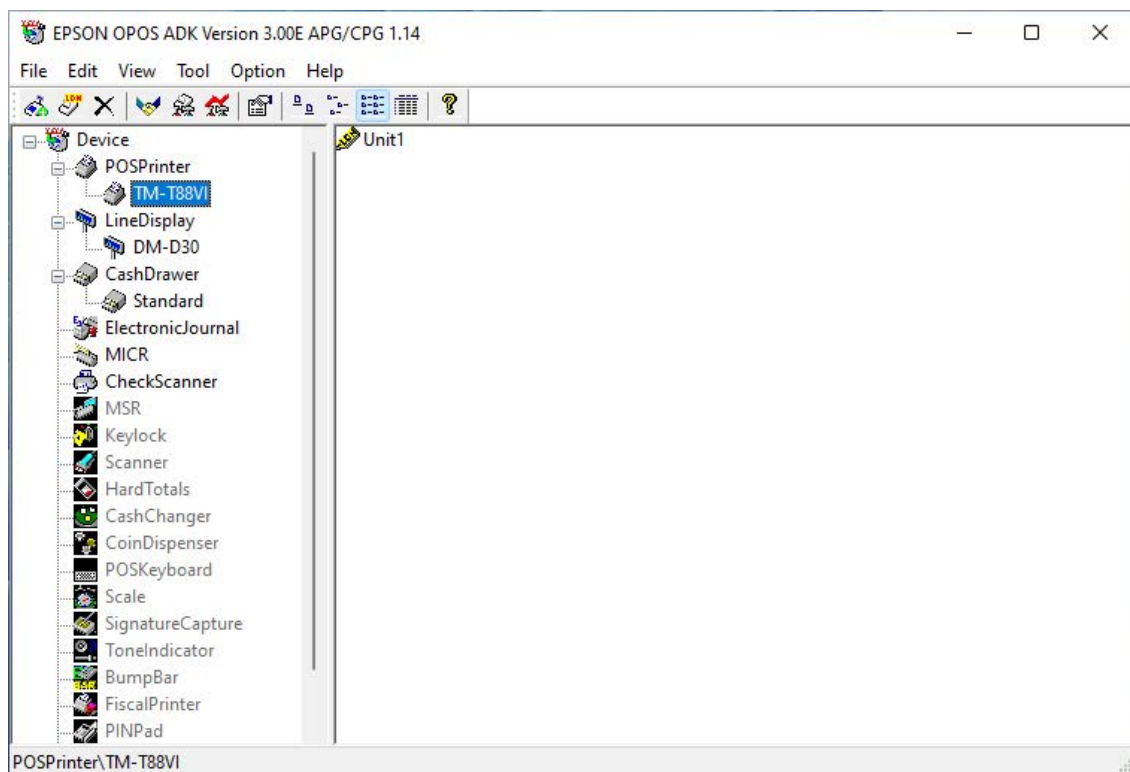 EPSON OPOS ADK Version 3.00E APG/CPG 1.14
File Edit View Tool Option Help
Device
POSPrinter
TM-T88VI
LineDisplay
DM-D30
CashDrawer
Standard
ElectronicJournal
MICR
CheckScanner
MSR
Keylock
Scanner
HardTotals
CashChanger
CoinDispenser
POSKeyboard
Scale
SignatureCapture
ToneIndicator
BumpBar
FiscalPrinter
PINPad
Unit1
POSPrinter\TM-T88VI